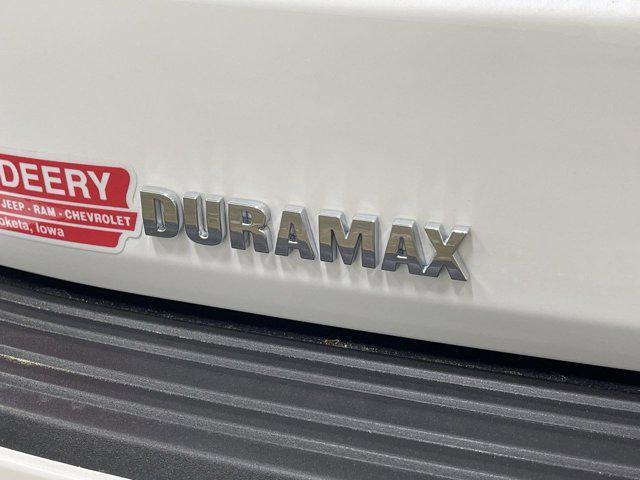 DEERY
JEEP - RAM - CHEVROLET
oketa, Iowa
DURAMAX